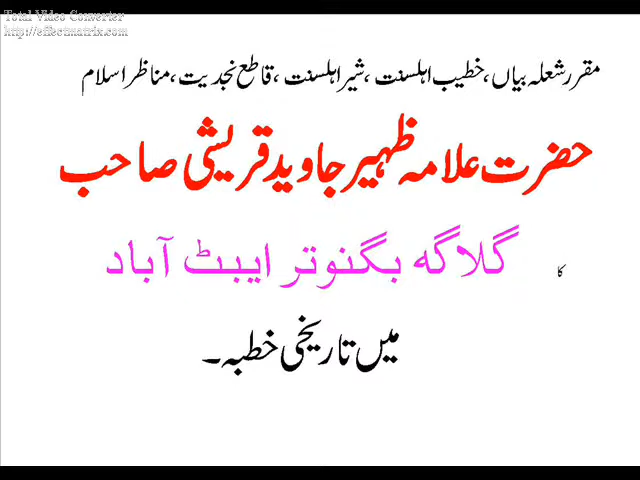 Total Video Converter
http://effectmatrix.com
مقرر شعلہ بیاں، خطیب اہلسنت، شیر اہلسنت، قاطع نجدیت، مناظر اسلام
حضرت علامہ ظہیر جاوید قریشی صاحب
کا گلاگہ بگنوتر ایبٹ آباد
میں تاریخی خطبہ۔